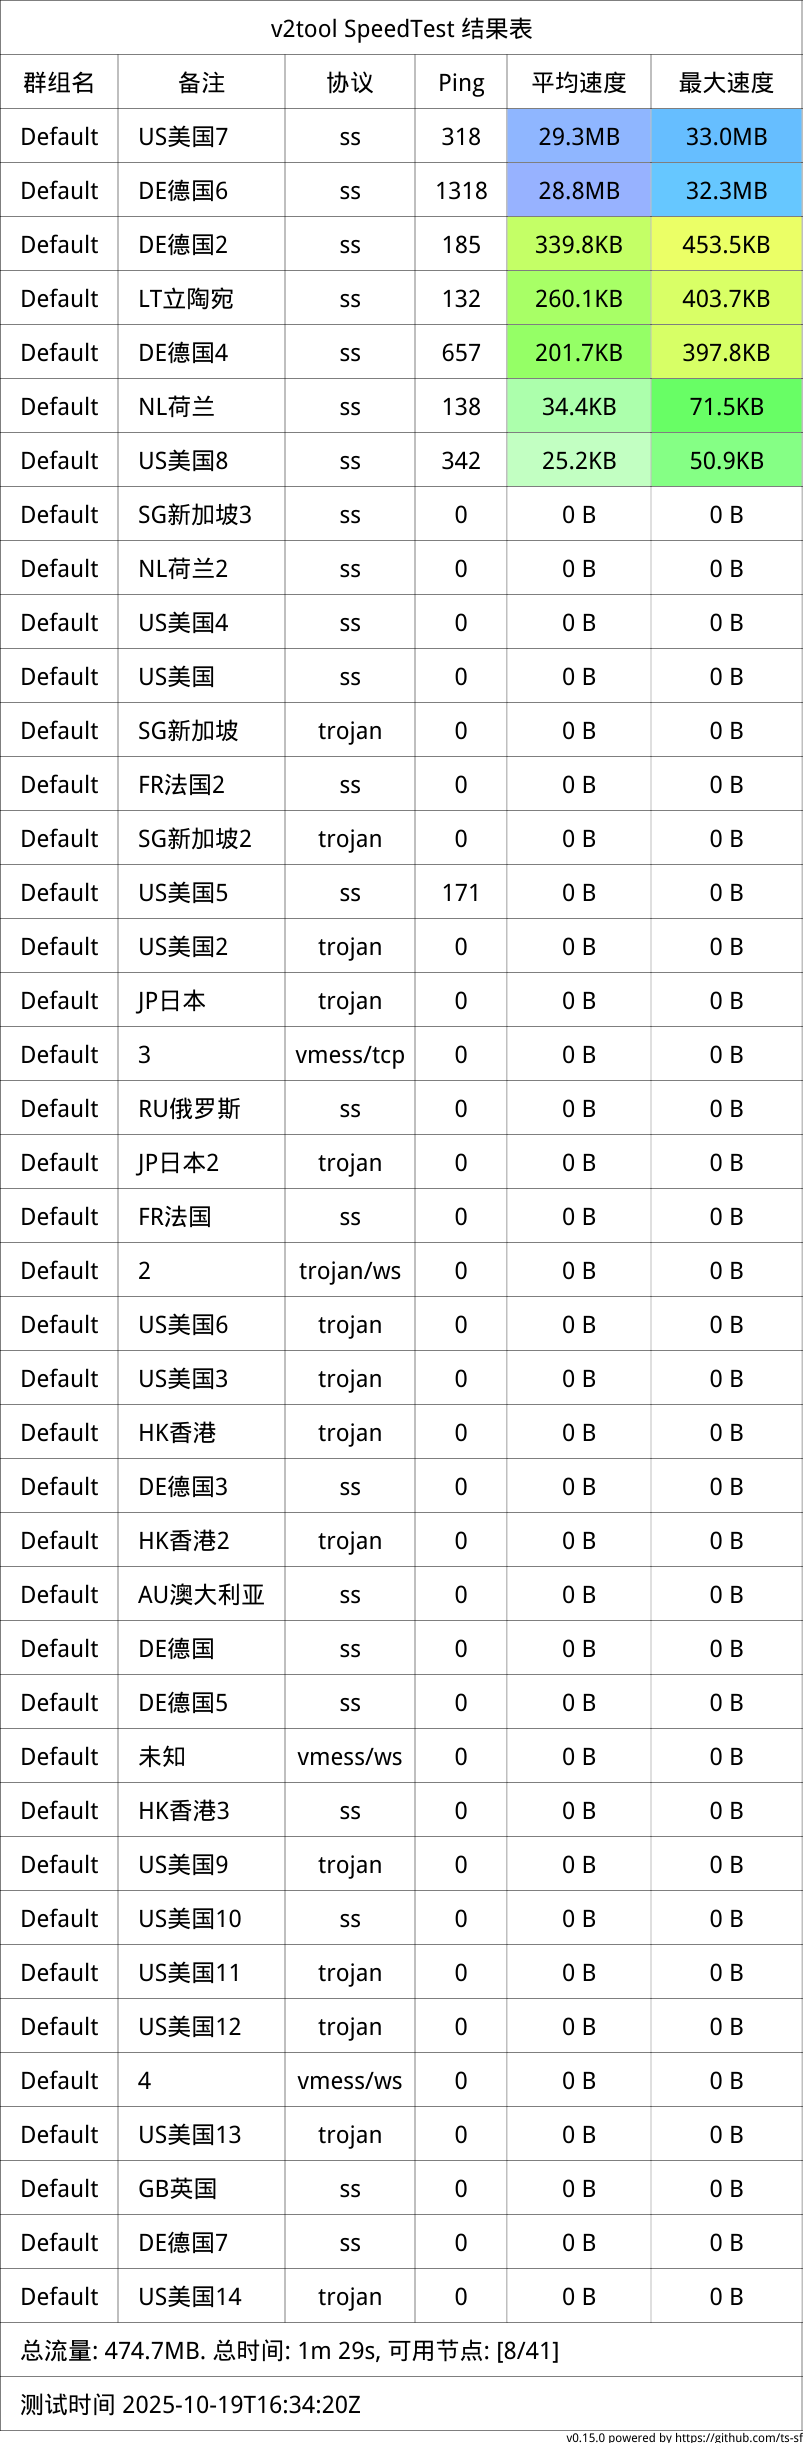 v2tool SpeedTest 结果表
群组名 备注 协议 Ping 平均速度 最大速度
Default US美国7 ss 318 29.3MB 33.0MB
Default DE德国6 ss 1318 28.8MB 32.3MB
Default DE德国2 ss 185 339.8KB 453.5KB
Default LT立陶宛 ss 132 260.1KB 403.7KB
Default DE德国4 ss 657 201.7KB 397.8KB
Default NL荷兰 ss 138 34.4KB 71.5KB
Default US美国8 ss 342 25.2KB 50.9KB
Default SG新加坡3 ss 0 0 B 0 B
Default NL荷兰2 ss 0 0 B 0 B
Default US美国4 ss 0 0 B 0 B
Default US美国 ss 0 0 B 0 B
Default SG新加坡 trojan 0 0 B 0 B
Default FR法国2 ss 0 0 B 0 B
Default SG新加坡2 trojan 0 0 B 0 B
Default US美国5 ss 171 0 B 0 B
Default US美国2 trojan 0 0 B 0 B
Default JP日本 trojan 0 0 B 0 B
Default 3 vmess/tcp 0 0 B 0 B
Default RU俄罗斯 ss 0 0 B 0 B
Default JP日本2 trojan 0 0 B 0 B
Default FR法国 ss 0 0 B 0 B
Default 2 trojan/ws 0 0 B 0 B
Default US美国6 trojan 0 0 B 0 B
Default US美国3 trojan 0 0 B 0 B
Default HK香港 trojan 0 0 B 0 B
Default DE德国3 ss 0 0 B 0 B
Default HK香港2 trojan 0 0 B 0 B
Default AU澳大利亚 ss 0 0 B 0 B
Default DE德国 ss 0 0 B 0 B
Default DE德国5 ss 0 0 B 0 B
Default 未知 vmess/ws 0 0 B 0 B
Default HK香港3 ss 0 0 B 0 B
Default US美国9 trojan 0 0 B 0 B
Default US美国10 ss 0 0 B 0 B
Default US美国11 trojan 0 0 B 0 B
Default US美国12 trojan 0 0 B 0 B
Default 4 vmess/ws 0 0 B 0 B
Default US美国13 trojan 0 0 B 0 B
Default GB英国 ss 0 0 B 0 B
Default DE德国7 ss 0 0 B 0 B
Default US美国14 trojan 0 0 B 0 B
总流量: 474.7MB. 总时间: 1m 29s, 可用节点: [8/41]
测试时间 2025-10-19T16:34:20Z
v0.15.0 powered by https://github.com/ts-sf